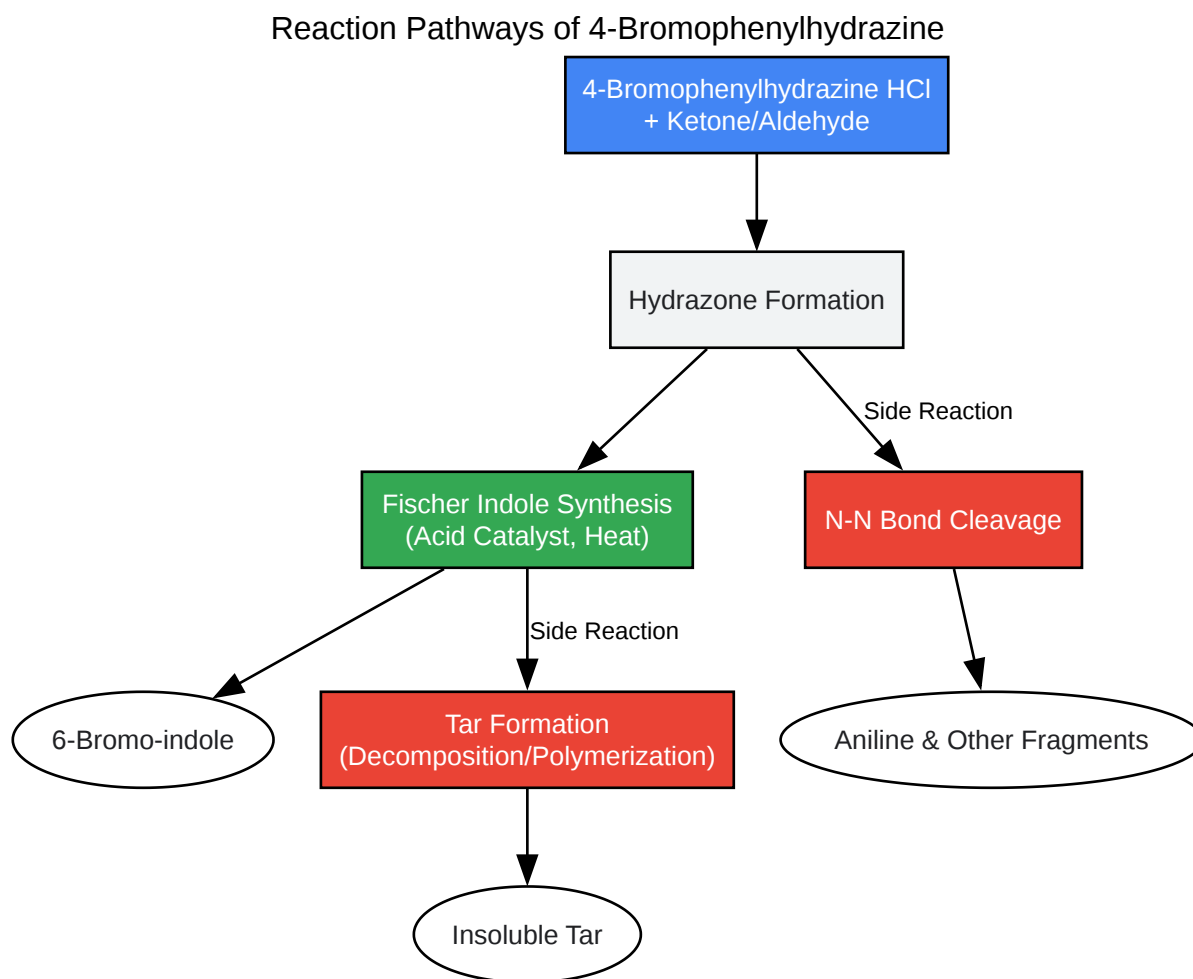 Reaction Pathways of 4-Bromophenylhydrazine
4-Bromophenylhydrazine HCl
+ Ketone/Aldehyde
Hydrazone Formation
Side Reaction
Fischer Indole Synthesis
(Acid Catalyst, Heat)
N-N Bond Cleavage
Side Reaction
6-Bromo-indole
Tar Formation
(Decomposition/Polymerization)
Aniline & Other Fragments
Insoluble Tar